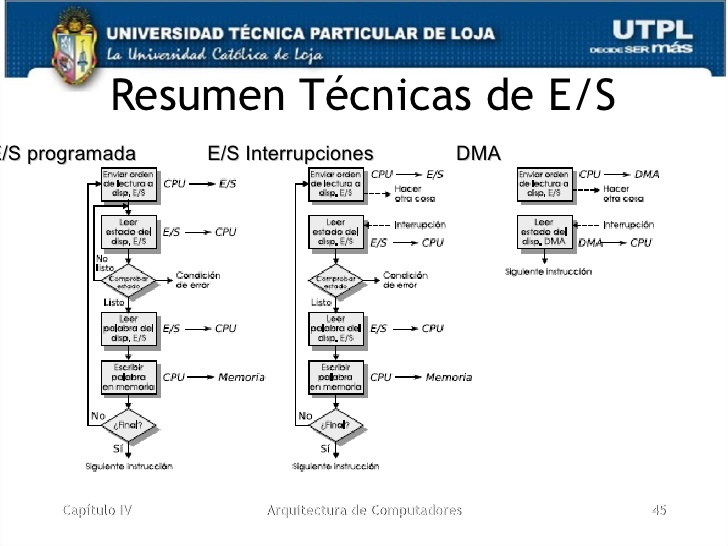 UNIVERSIDAD TÉCNICA PARTICULAR DE LOJA
La Universidad Católica de Loja
UTPL
DECIDE SER más
Resumen Técnicas de E/S
E/S programada
Enviar orden
de lectura a
disp. E/S
CPU E/S
Leer
estado del
disp. E/S
E/S CPU
No
listo
Comprobar
estado
Condición
de error
Listo
Leer
palabra del
disp. E/S
E/S CPU
Escribir
palabra
en memoria
CPU Memoria
No
¿Final?
Sí
Siguiente instrucción
E/S Interrupciones
Enviar orden
de lectura a
disp. E/S
CPU E/S
Hacer
otra cosa
Leer
estado del
disp. E/S
Interrupción
E/S CPU
Comprobar
estado
Condición
de error
Listo
Leer
palabra del
disp. E/S
E/S CPU
Escribir
palabra
en memoria
CPU Memoria
No
¿Final?
Sí
Siguiente instrucción
DMA
Enviar orden
de lectura a
disp. E/S
CPU DMA
Hacer
otra cosa
Leer
estado del
disp. DMA
Interrupción
DMA CPU
Siguiente instrucción
Capítulo IV
Arquitectura de Computadores
45